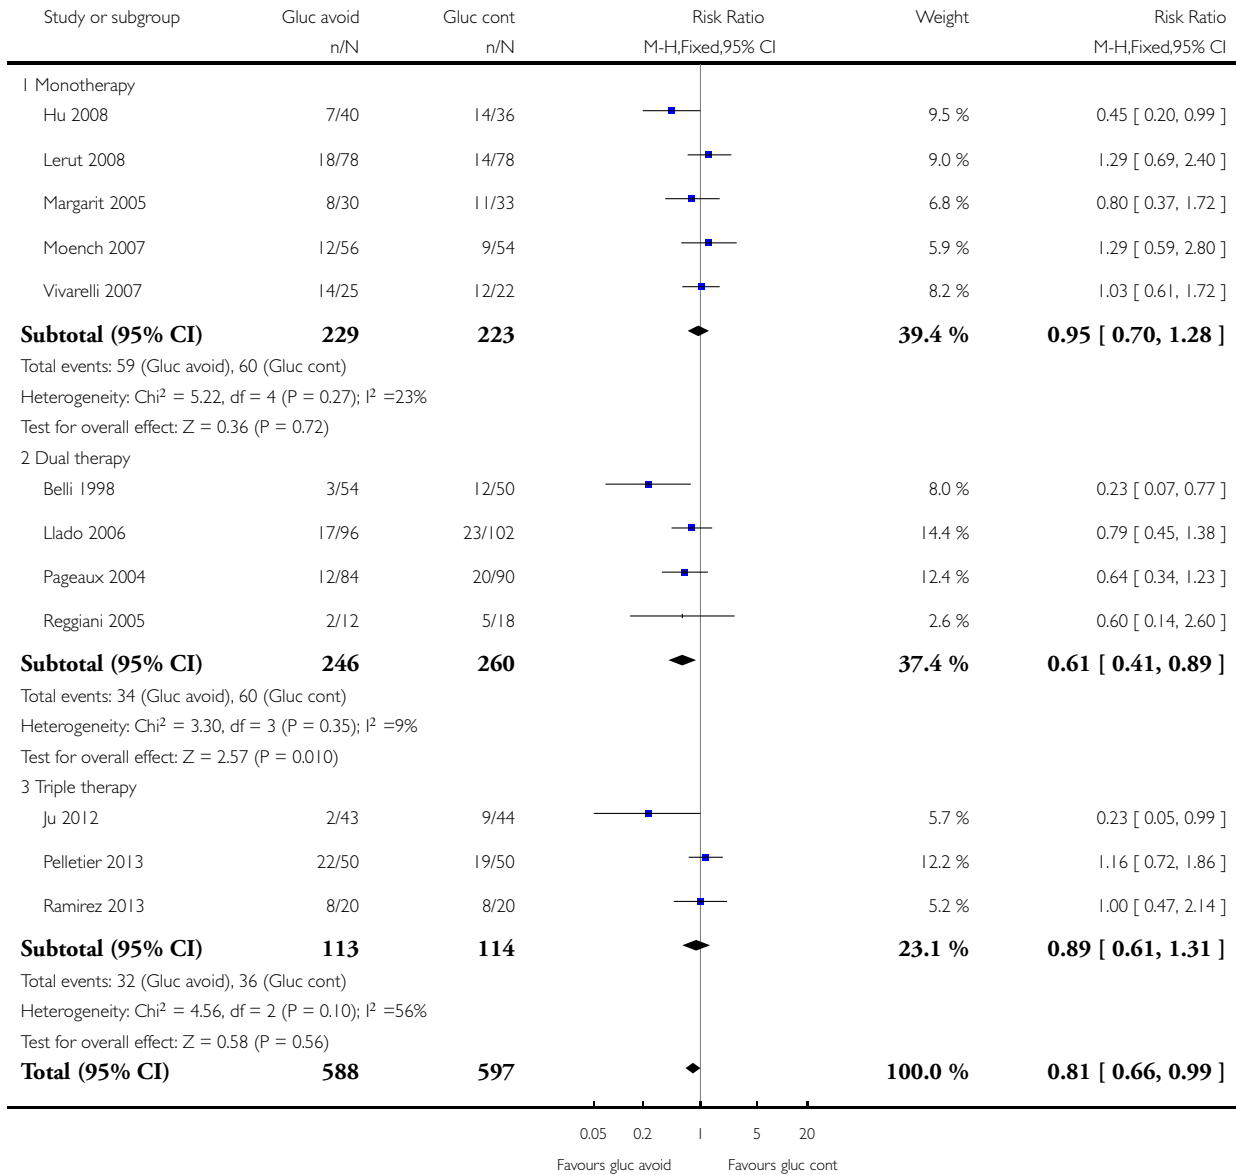 Study or subgroup Gluc avoid Gluc cont Risk Ratio Weight Risk Ratio
n/N n/N M-H,Fixed,95% CI M-H,Fixed,95% CI
1 Monotherapy
Hu 2008 7/40 14/36 9.5 % 0.45 [ 0.20, 0.99 ]
Lerut 2008 18/78 14/78 9.0 % 1.29 [ 0.69, 2.40 ]
Margarit 2005 8/30 11/33 6.8 % 0.80 [ 0.37, 1.72 ]
Moench 2007 12/56 9/54 5.9 % 1.29 [ 0.59, 2.80 ]
Vivarelli 2007 14/25 12/22 8.2 % 1.03 [ 0.61, 1.72 ]
Subtotal (95% CI) 229 223 39.4 % 0.95 [ 0.70, 1.28 ]
Total events: 59 (Gluc avoid), 60 (Gluc cont)
Heterogeneity: Chi² = 5.22, df = 4 (P = 0.27); I² =23%
Test for overall effect: Z = 0.36 (P = 0.72)
2 Dual therapy
Belli 1998 3/54 12/50 8.0 % 0.23 [ 0.07, 0.77 ]
Llado 2006 17/96 23/102 14.4 % 0.79 [ 0.45, 1.38 ]
Pageaux 2004 12/84 20/90 12.4 % 0.64 [ 0.34, 1.23 ]
Reggiani 2005 2/12 5/18 2.6 % 0.60 [ 0.14, 2.60 ]
Subtotal (95% CI) 246 260 37.4 % 0.61 [ 0.41, 0.89 ]
Total events: 34 (Gluc avoid), 60 (Gluc cont)
Heterogeneity: Chi² = 3.30, df = 3 (P = 0.35); I² =9%
Test for overall effect: Z = 2.57 (P = 0.010)
3 Triple therapy
Ju 2012 2/43 9/44 5.7 % 0.23 [ 0.05, 0.99 ]
Pelletier 2013 22/50 19/50 12.2 % 1.16 [ 0.72, 1.86 ]
Ramirez 2013 8/20 8/20 5.2 % 1.00 [ 0.47, 2.14 ]
Subtotal (95% CI) 113 114 23.1 % 0.89 [ 0.61, 1.31 ]
Total events: 32 (Gluc avoid), 36 (Gluc cont)
Heterogeneity: Chi² = 4.56, df = 2 (P = 0.10); I² =56%
Test for overall effect: Z = 0.58 (P = 0.56)
Total (95% CI) 588 597 100.0 % 0.81 [ 0.66, 0.99 ]
0.05 0.2 1 5 20
Favours gluc avoid Favours gluc cont